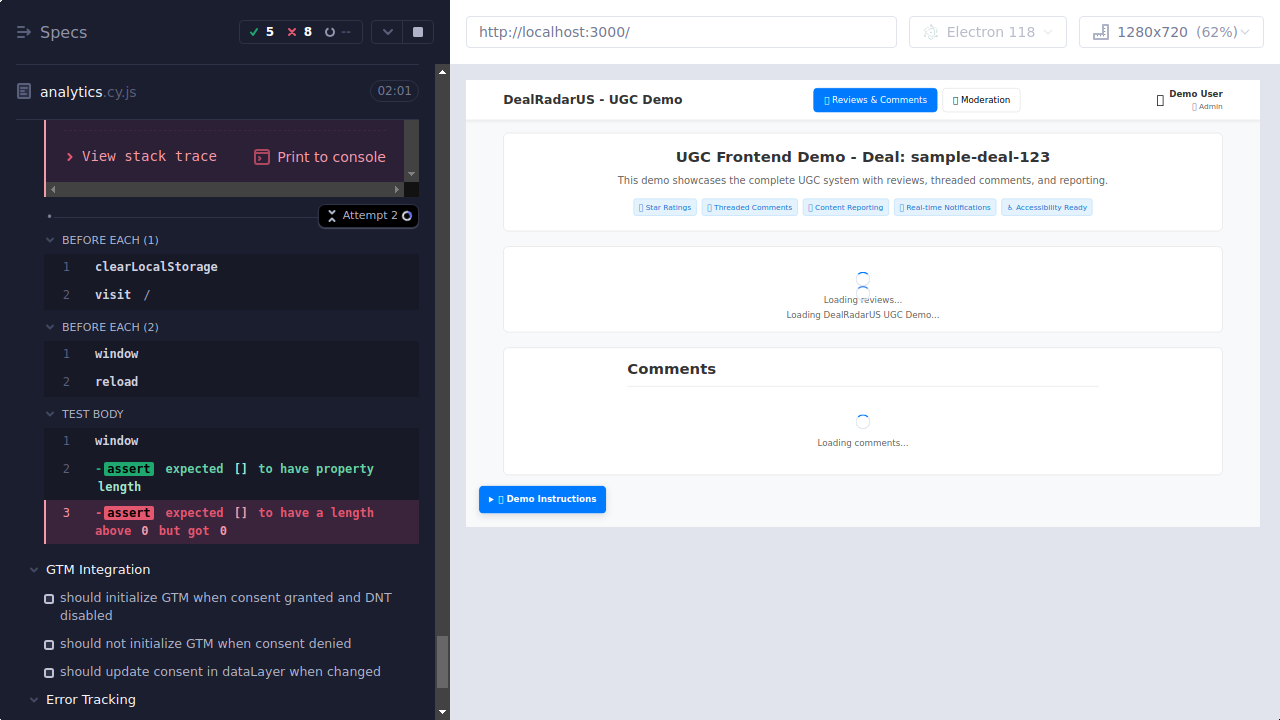 Specs
5
8
--
analytics.cy.js
02:01
View stack trace
Print to console
Attempt 2
BEFORE EACH (1)
1 clearLocalStorage
2 visit /
BEFORE EACH (2)
1 window
2 reload
TEST BODY
1 window
2 -assert expected [] to have property
length
3 -assert expected [] to have a length
above 0 but got 0
GTM Integration
should initialize GTM when consent granted and DNT
disabled
should not initialize GTM when consent denied
should update consent in dataLayer when changed
Error Tracking
http://localhost:3000/
Electron 118
1280x720 (62%)
DealRadarUS - UGC Demo
Reviews & Comments
Moderation
Demo User
Admin
UGC Frontend Demo - Deal: sample-deal-123
This demo showcases the complete UGC system with reviews, threaded comments, and reporting.
Star Ratings
Threaded Comments
Content Reporting
Real-time Notifications
♿ Accessibility Ready
Loading reviews...
Loading DealRadarUS UGC Demo...
Comments
Loading comments...
Demo Instructions